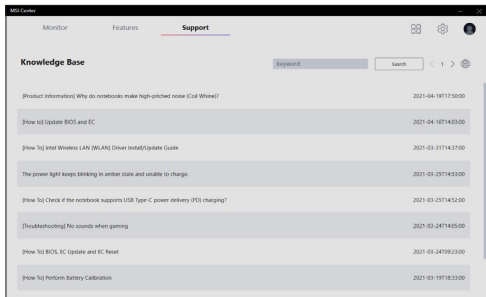 MSI Center
Monitor Features Support
Knowledge Base keyword Search 1
[Product Information] Why do notebooks make high-pitched noise (Coil Whine)? 2021-04-19T17:50:00
[How to] Update BIOS and EC 2021-04-16T14:03:00
[How To] Intel Wireless LAN (WLAN) Driver Install/Update Guide 2021-03-31T14:37:00
The power light keeps blinking in amber state and unable to charge. 2021-03-25T14:53:00
[How To] Check if the notebook supports USB Type-C power delivery (PD) charging? 2021-03-25T14:52:00
[Troubleshooting] No sounds when gaming 2021-03-24T14:05:00
[How To] BIOS, EC Update and EC Reset 2021-03-24T09:23:00
[How To] Perform Battery Calibration 2021-03-19T18:33:00